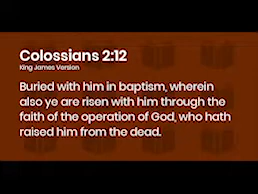 Colossians 2:12
King James Version
Buried with him in baptism, wherein
also ye are risen with him through the
faith of the operation of God, who hath
raised him from the dead.